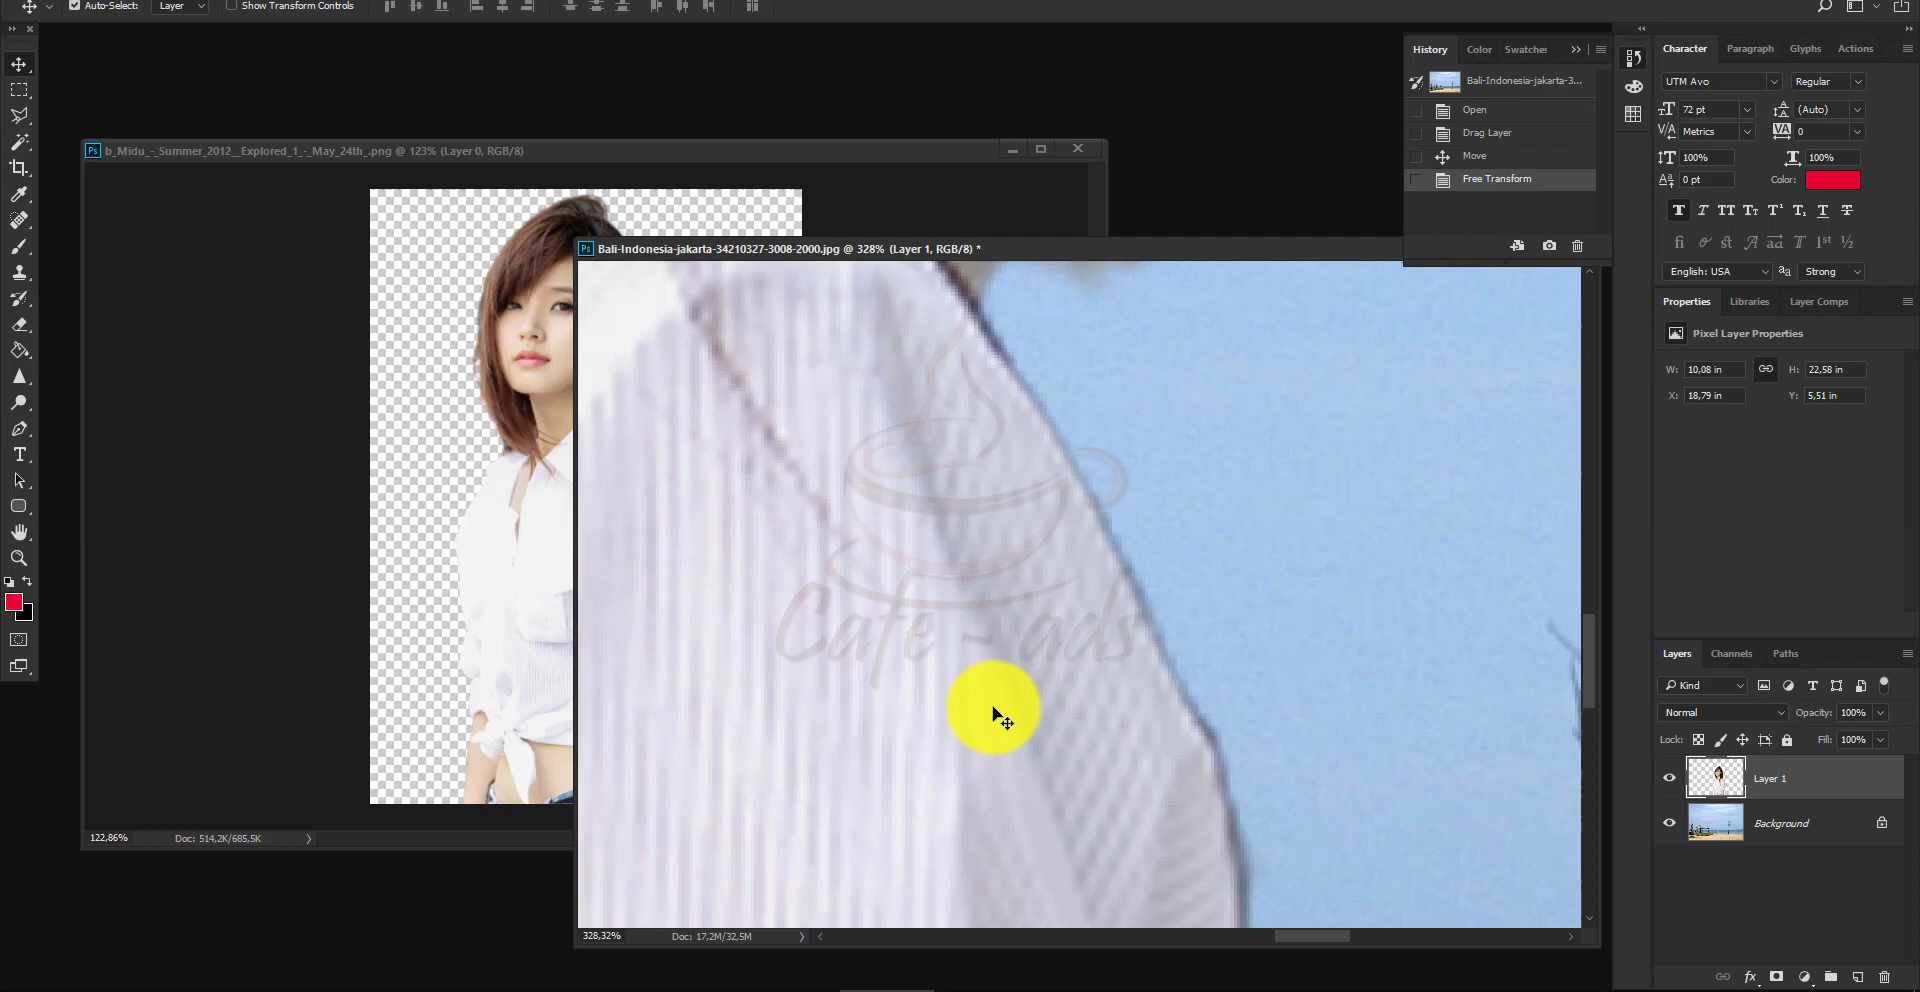 Auto-Select: Layer Show Transform Controls
b_Midu_-_Summer_2012__Explored_1_-_May_24th_.png @ 123% (Layer 0, RGB/8)
Bali-Indonesia-jakarta-34210327-3008-2000.jpg @ 328% (Layer 1, RGB/8) *
Cafe - ads
122,86% Doc: 514,2K/685,5K
328,32% Doc: 17,2M/32,5M
History Color Swatches
Bali-Indonesia-jakarta-3...
Open
Drag Layer
Move
Free Transform
Character Paragraph Glyphs Actions
UTM Avo Regular
72 pt (Auto)
Metrics 0
100% 100%
0 pt Color:
English: USA Strong
Properties Libraries Layer Comps
Pixel Layer Properties
W: 10,08 in H: 22,58 in
X: 18,79 in Y: 5,51 in
Layers Channels Paths
Kind
Normal Opacity: 100%
Lock: Fill: 100%
Layer 1
Background